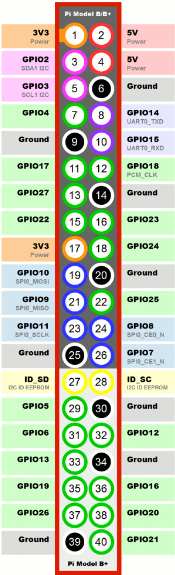 Pi Model B/B+
3V3 Power 1 2 5V Power
GPIO2 SDA1 I2C 3 4 5V Power
GPIO3 SCL1 I2C 5 6 Ground
GPIO4 7 8 GPIO14 UART0_TXD
Ground 9 10 GPIO15 UART0_RXD
GPIO17 11 12 GPIO18 PCM_CLK
GPIO27 13 14 Ground
GPIO22 15 16 GPIO23
3V3 Power 17 18 GPIO24
GPIO10 SPI0_MOSI 19 20 Ground
GPIO9 SPI0_MISO 21 22 GPIO25
GPIO11 SPI0_SCLK 23 24 GPIO8 SPI0_CE0_N
Ground 25 26 GPIO7 SPI0_CE1_N
ID_SD I2C ID EEPROM 27 28 ID_SC I2C ID EEPROM
GPIO5 29 30 Ground
GPIO6 31 32 GPIO12
GPIO13 33 34 Ground
GPIO19 35 36 GPIO16
GPIO26 37 38 GPIO20
Ground 39 40 GPIO21
Pi Model B+